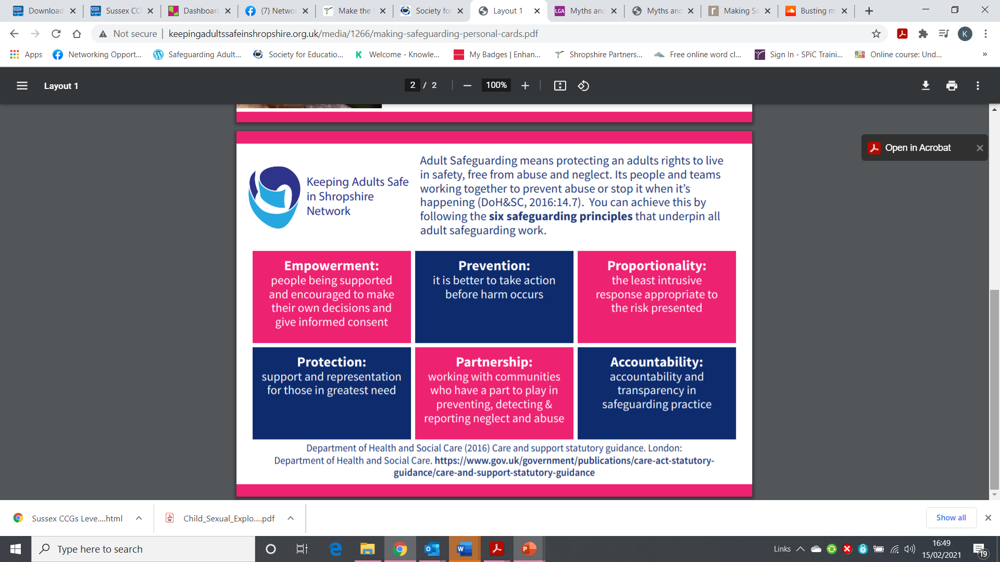 Download
Sussex CC
Dashboard
(7) Networ
Make the
Society fo
Layout 1
Myths and
Myths and
Making Sa
Busting m
Not secure | keepingadultssafeinshropshire.org.uk/media/1266/making-safeguarding-personal-cards.pdf
K
Apps
Networking Opport...
Safeguarding Adult...
Society for Educatio...
Welcome - Knowle...
My Badges | Enhan...
Shropshire Partners...
Free online word cl...
Sign In - SPiC Traini...
Online course: Und...
»
Layout 1
2 / 2
100%
Open in Acrobat
Keeping Adults Safe
in Shropshire
Network
Adult Safeguarding means protecting an adults rights to live
in safety, free from abuse and neglect. Its people and teams
working together to prevent abuse or stop it when it's
happening (DoH&SC, 2016:14.7). You can achieve this by
following the six safeguarding principles that underpin all
adult safeguarding work.
Empowerment:
people being supported
and encouraged to make
their own decisions and
give informed consent
Prevention:
it is better to take action
before harm occurs
Proportionality:
the least intrusive
response appropriate to
the risk presented
Protection:
support and representation
for those in greatest need
Partnership:
working with communities
who have a part to play in
preventing, detecting &
reporting neglect and abuse
Accountability:
accountability and
transparency in
safeguarding practice
Department of Health and Social Care (2016) Care and support statutory guidance. London:
Department of Health and Social Care. https://www.gov.uk/government/publications/care-act-statutory-
guidance/care-and-support-statutory-guidance
Sussex CCGs Leve....html
Child_Sexual_Explo....pdf
Show all
Type here to search
Links
16:49
15/02/2021
19